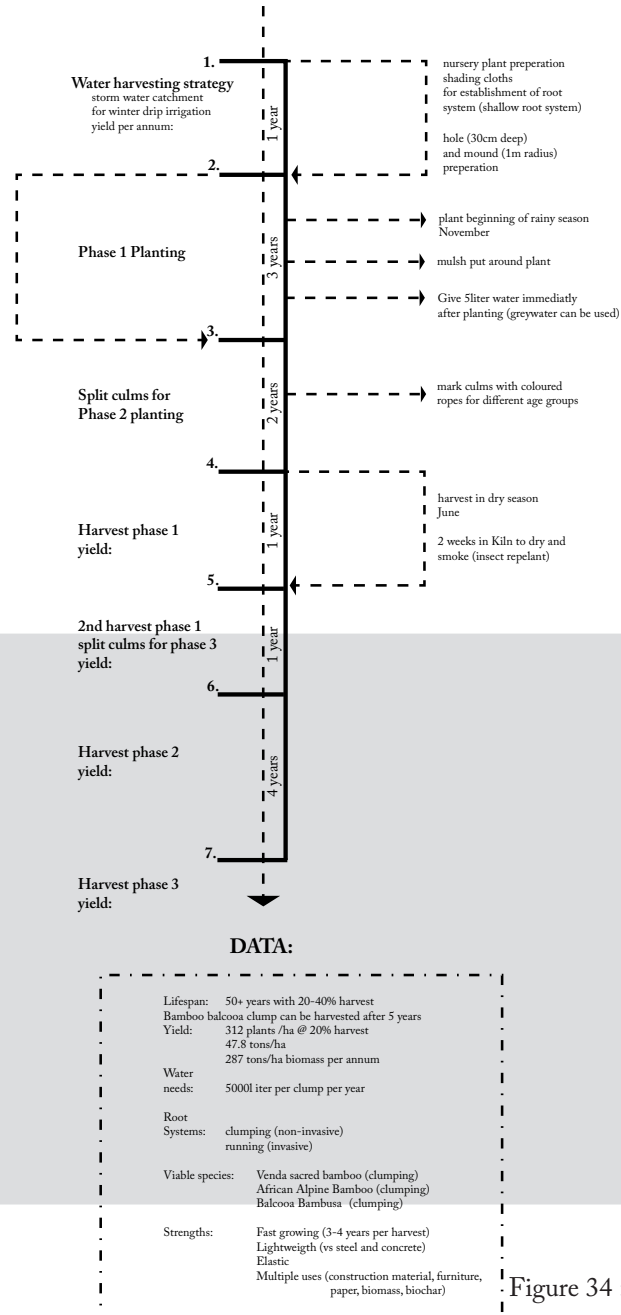 1.
Water harvesting strategy
storm water catchment
for winter drip irrigation
yield per annum:
1 year
nursery plant preperation
shading cloths
for establishment of root
system (shallow root system)
hole (30cm deep)
and mound (1m radius)
preperation
2.
Phase 1 Planting
3 years
plant beginning of rainy season
November
mulsh put around plant
Give 5liter water immediatly
after planting (greywater can be used)
3.
Split culms for
Phase 2 planting
2 years
mark culms with coloured
ropes for different age groups
4.
Harvest phase 1
yield:
1 year
harvest in dry season
June
2 weeks in Kiln to dry and
smoke (insect repelant)
5.
2nd harvest phase 1
split culms for phase 3
yield:
1 year
6.
Harvest phase 2
yield:
4 years
7.
Harvest phase 3
yield:
DATA:
Lifespan: 50+ years with 20-40% harvest
Bamboo balcooa clump can be harvested after 5 years
Yield: 312 plants /ha @ 20% harvest
47.8 tons/ha
287 tons/ha biomass per annum
Water
needs: 5000l iter per clump per year
Root
Systems: clumping (non-invasive)
running (invasive)
Viable species: Venda sacred bamboo (clumping)
African Alpine Bamboo (clumping)
Balcooa Bambusa (clumping)
Strengths: Fast growing (3-4 years per harvest)
Lightweigth (vs steel and concrete)
Elastic
Multiple uses (construction material, furniture,
paper, biomass, biochar)
Figure 34